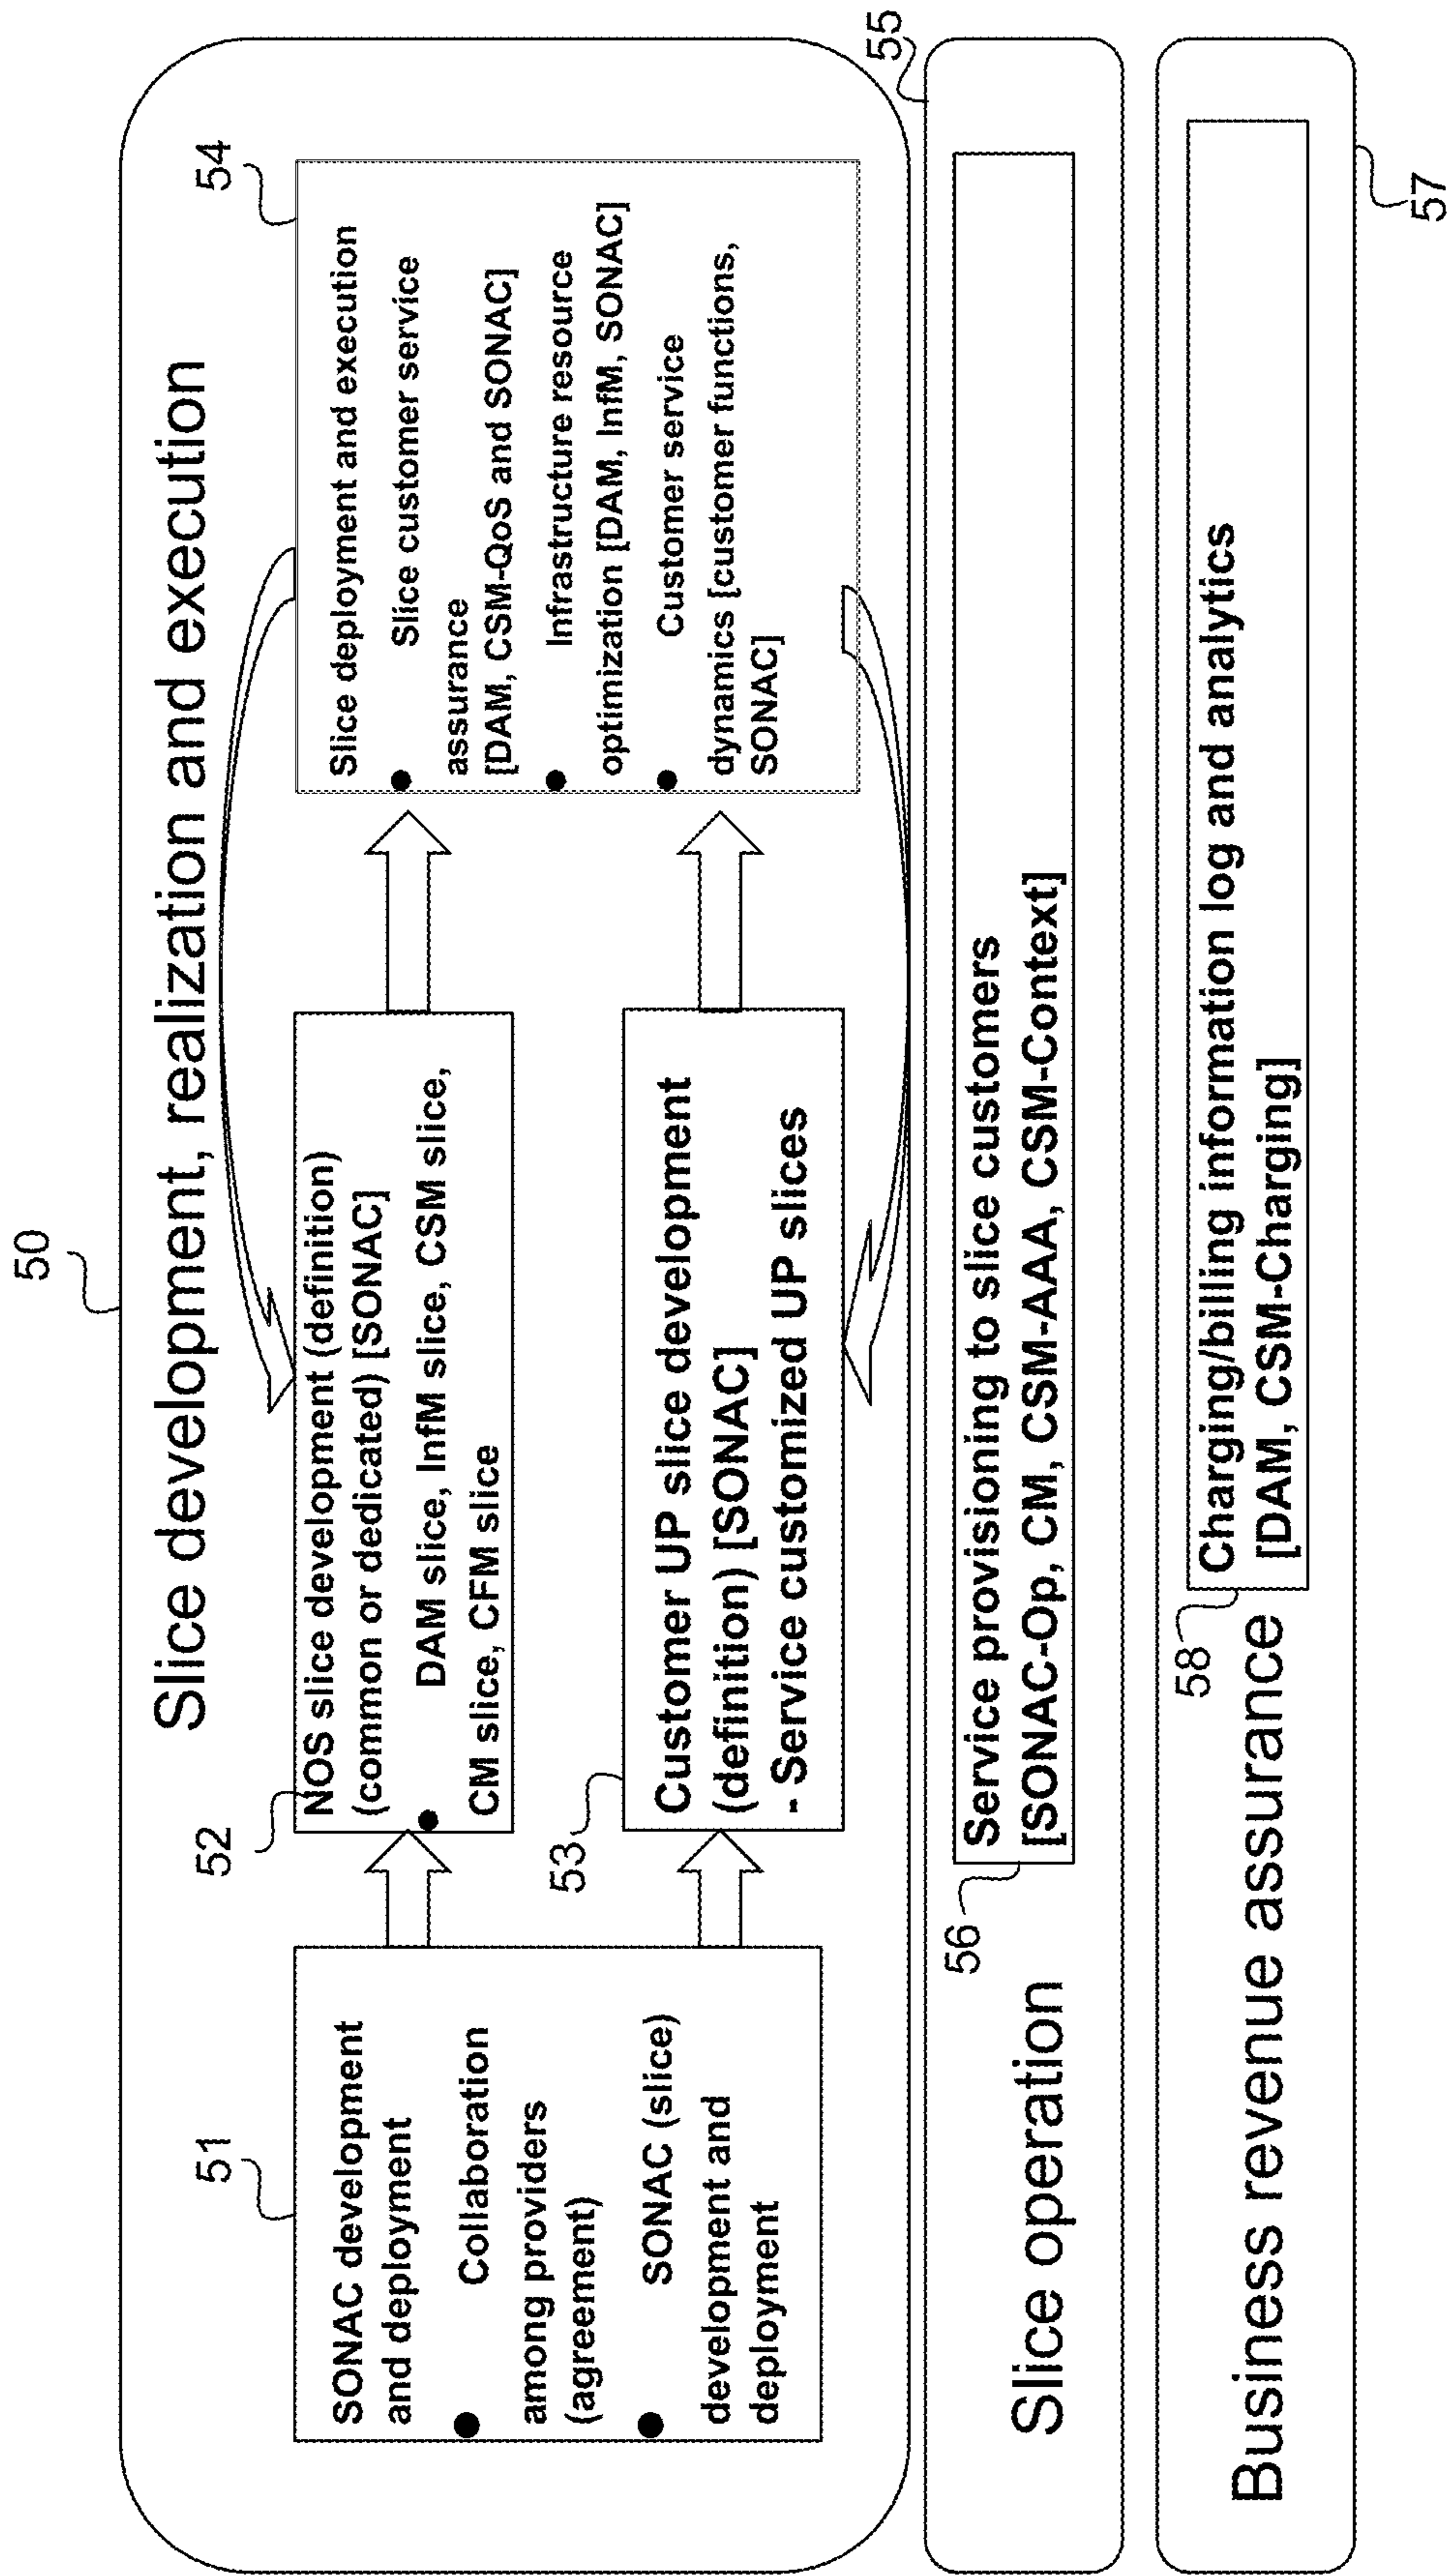 50
Slice development, realization and execution
51
SONAC development
and deployment
● Collaboration
among providers
(agreement)
● SONAC (slice)
development and
deployment
52
NOS slice development (definition)
(common or dedicated) [SONAC]
● DAM slice, InfM slice, CSM slice,
CM slice, CFM slice
53
Customer UP slice development
(definition) [SONAC]
- Service customized UP slices
54
Slice deployment and execution
● Slice customer service
assurance
[DAM, CSM-QoS and SONAC]
● Infrastructure resource
optimization [DAM, InfM, SONAC]
● Customer service
dynamics [customer functions,
SONAC]
55
Slice operation
56
Service provisioning to slice customers
[SONAC-Op, CM, CSM-AAA, CSM-Context]
57
Business revenue assurance
58
Charging/billing information log and analytics
[DAM, CSM-Charging]